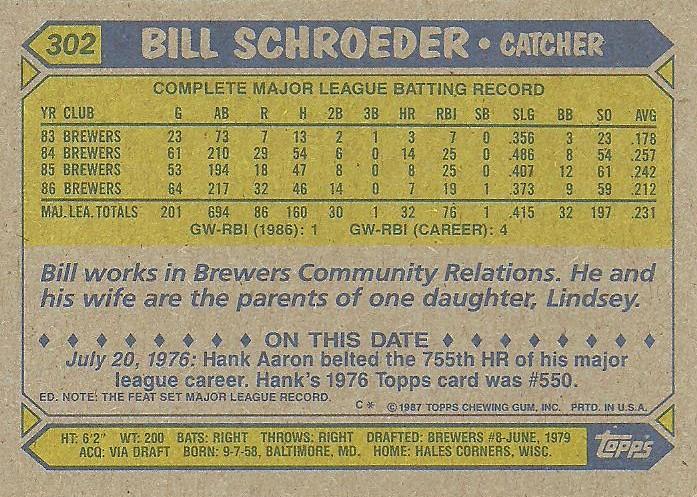 302 BILL SCHROEDER • CATCHER
COMPLETE MAJOR LEAGUE BATTING RECORD
YR CLUB G AB R H 2B 3B HR RBI SB SLG BB SO AVG
83 BREWERS 23 73 7 13 2 1 3 7 0 .356 3 23 .178
84 BREWERS 61 210 29 54 6 0 14 25 0 .486 8 54 .257
85 BREWERS 53 194 18 47 8 0 8 25 0 .407 12 61 .242
86 BREWERS 64 217 32 46 14 0 7 19 1 .373 9 59 .212
MAJ. LEA. TOTALS 201 694 86 160 30 1 32 76 1 .415 32 197 .231
GW-RBI (1986): 1 GW-RBI (CAREER): 4
Bill works in Brewers Community Relations. He and
his wife are the parents of one daughter, Lindsey.
ON THIS DATE
July 20, 1976: Hank Aaron belted the 755th HR of his major
league career. Hank's 1976 Topps card was #550.
ED. NOTE: THE FEAT SET MAJOR LEAGUE RECORD.
C* ©1987 TOPPS CHEWING GUM, INC. PRTD. IN U.S.A.
HT: 6'2" WT: 200 BATS: RIGHT THROWS: RIGHT DRAFTED: BREWERS #8-JUNE, 1979
ACQ: VIA DRAFT BORN: 9-7-58, BALTIMORE, MD. HOME: HALES CORNERS, WISC.
TOPPS